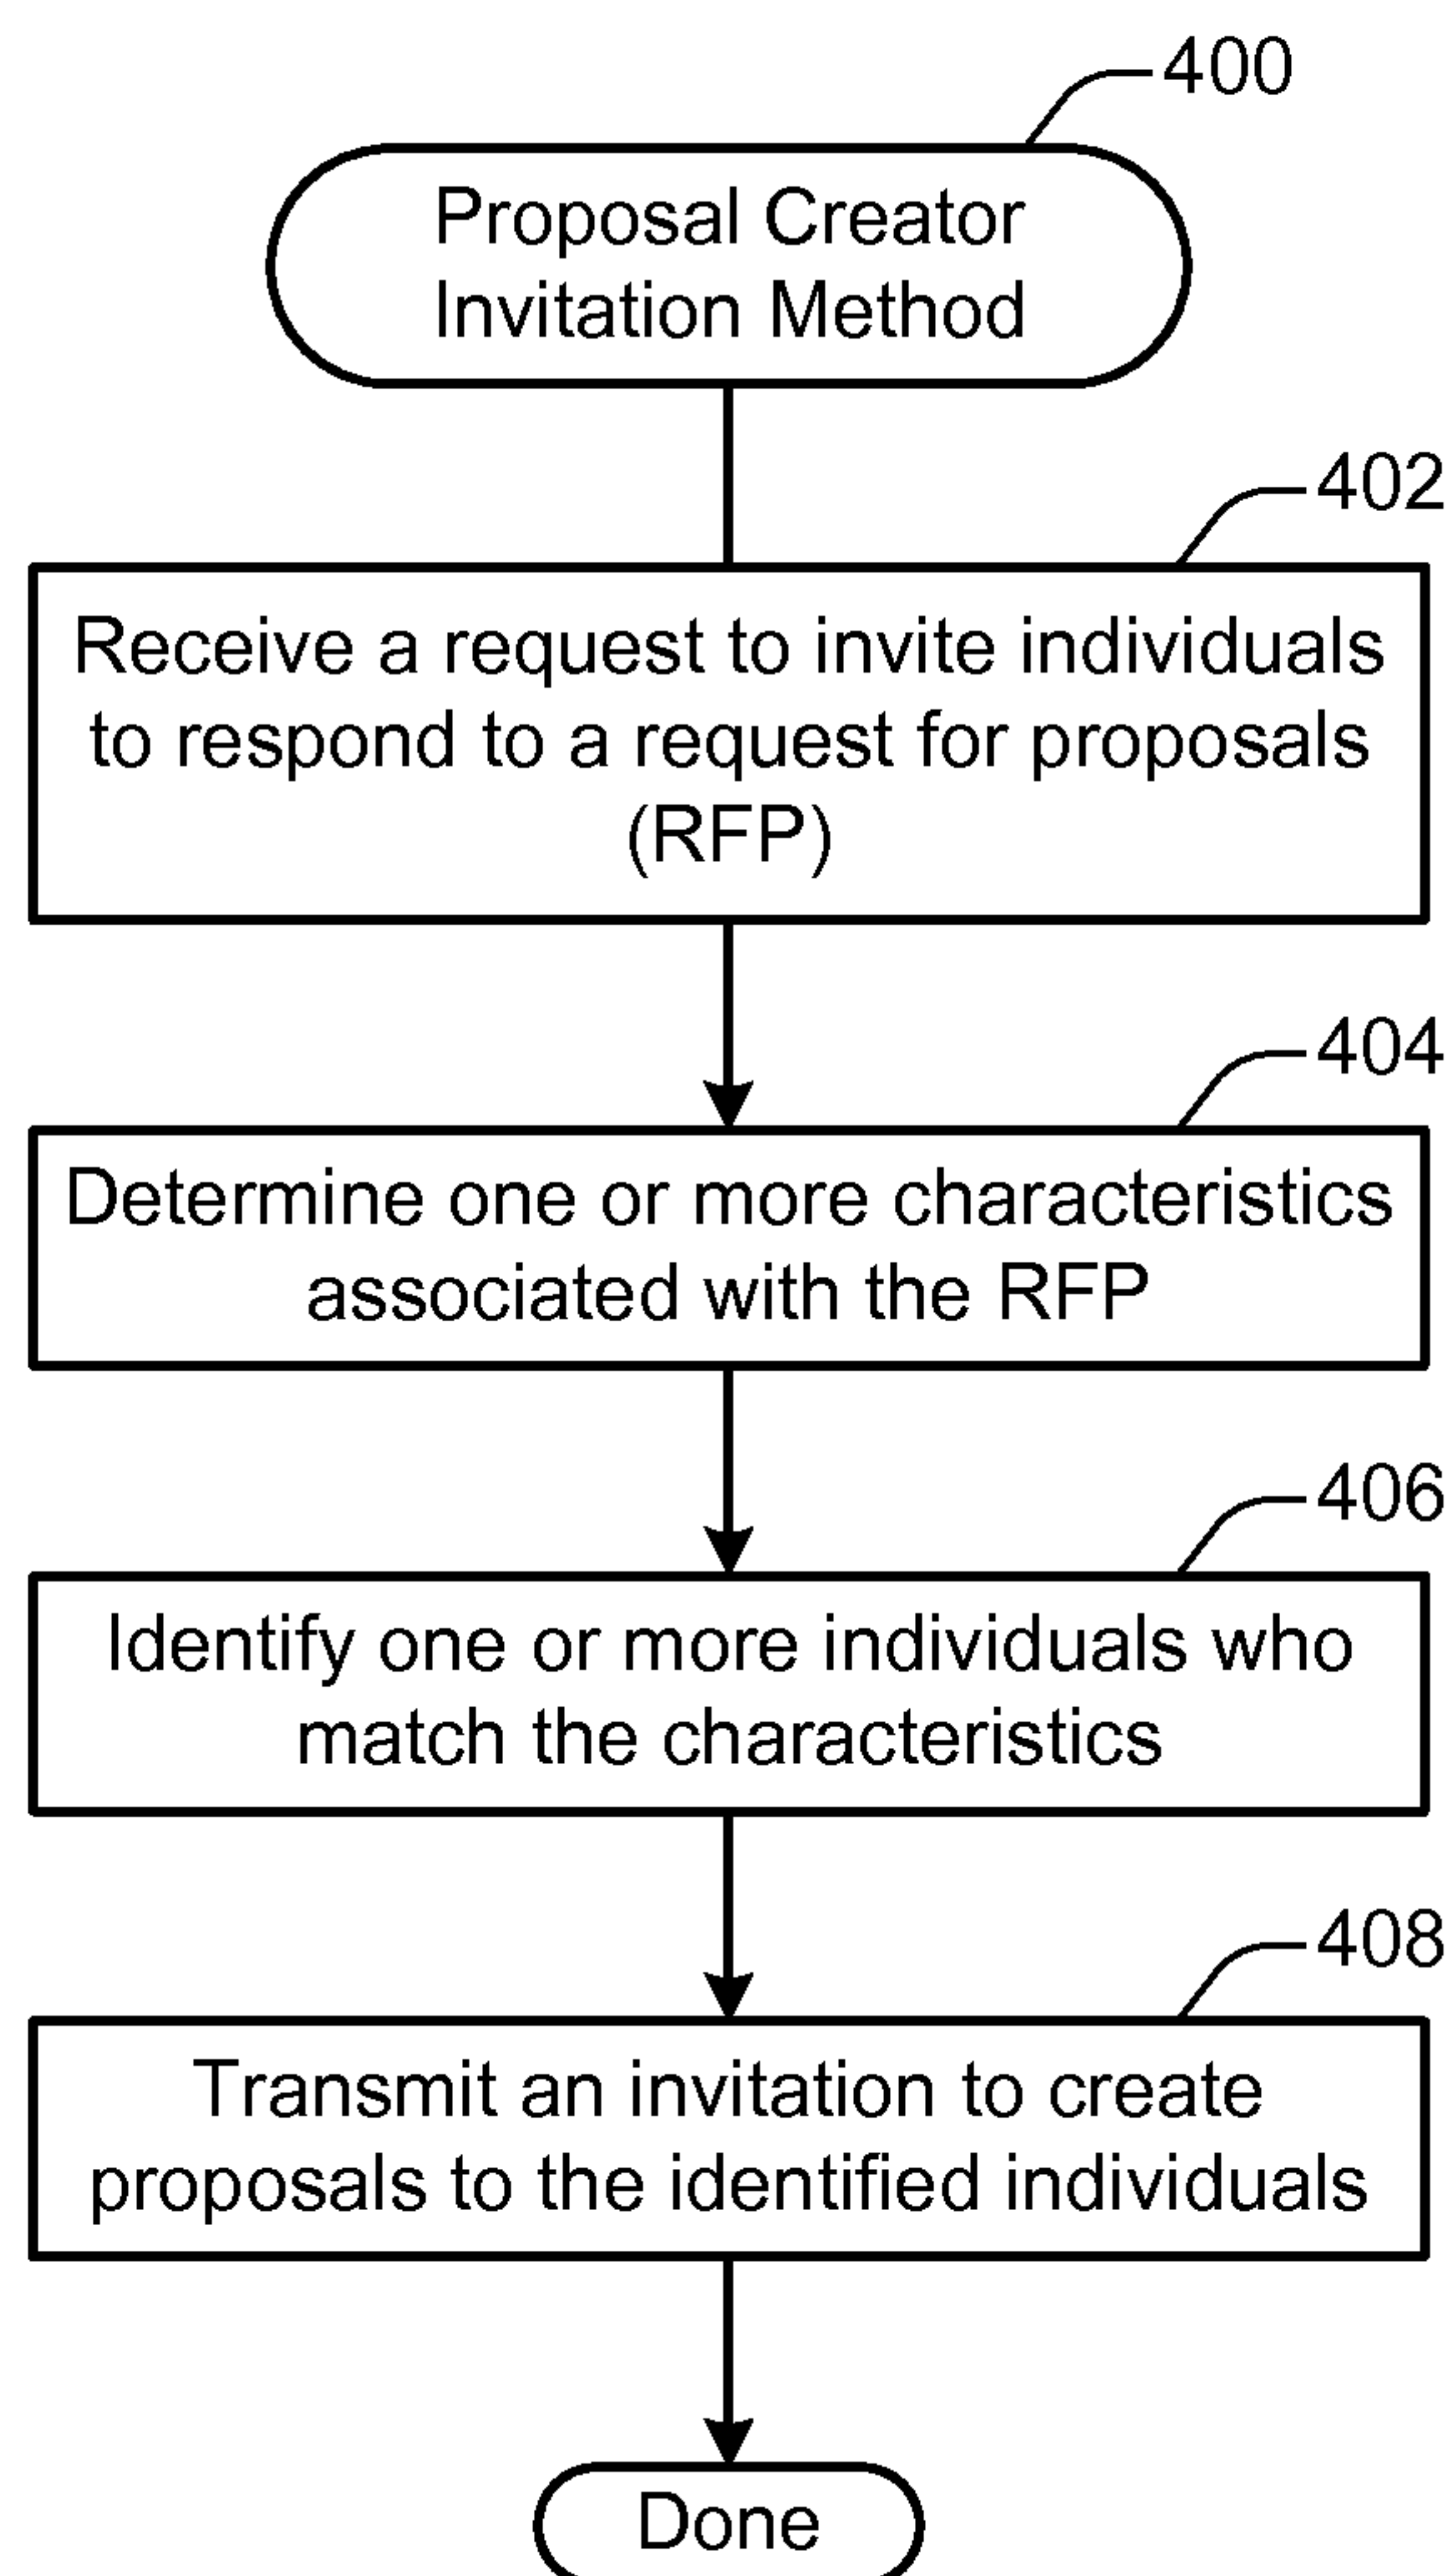 400
Proposal Creator
Invitation Method
402
Receive a request to invite individuals
to respond to a request for proposals
(RFP)
404
Determine one or more characteristics
associated with the RFP
406
Identify one or more individuals who
match the characteristics
408
Transmit an invitation to create
proposals to the identified individuals
Done